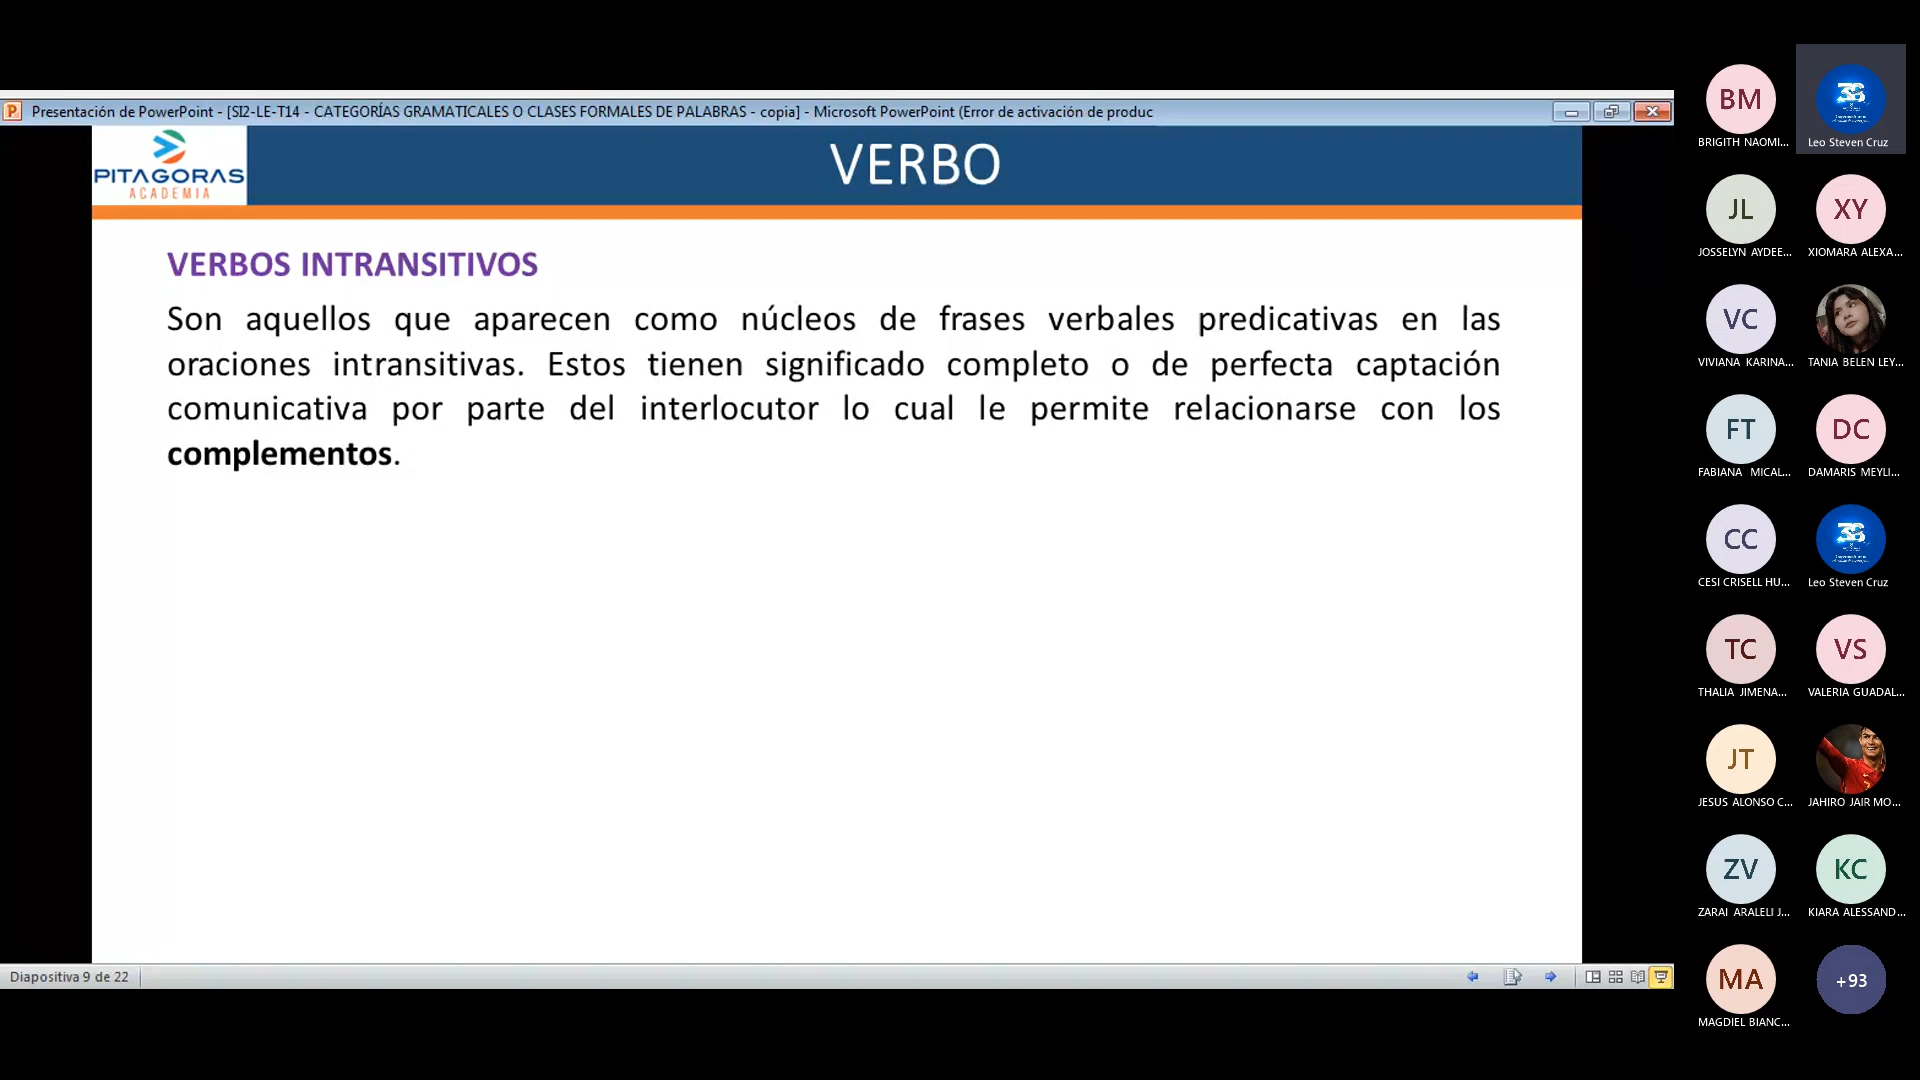 Presentación de PowerPoint - [SI2-LE-T14 - CATEGORÍAS GRAMATICALES O CLASES FORMALES DE PALABRAS - copia] - Microsoft PowerPoint (Error de activación de produc
PITAGORAS
ACADEMIA
VERBO
VERBOS INTRANSITIVOS
Son aquellos que aparecen como núcleos de frases verbales predicativas en las
oraciones intransitivas. Estos tienen significado completo o de perfecta captación
comunicativa por parte del interlocutor lo cual le permite relacionarse con los
complementos.
Diapositiva 9 de 22
BM
BRIGITH NAOMI...
Leo Steven Cruz
JL
JOSSELYN AYDEE...
XY
XIOMARA ALEXA...
VC
VIVIANA KARINA...
TANIA BELEN LEY...
FT
FABIANA MICAL...
DC
DAMARIS MEYLI...
CC
CESI CRISELL HU...
Leo Steven Cruz
TC
THALIA JIMENA...
VS
VALERIA GUADAL...
JT
JESUS ALONSO C...
JAHIRO JAIR MO...
ZV
ZARAI ARALELI J...
KC
KIARA ALESSAND...
MA
MAGDIEL BIANC...
+93